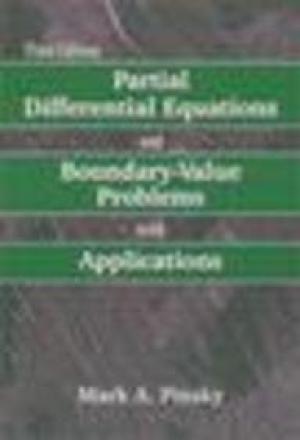 Third Edition
Partial
Differential Equations
and
Boundary-Value
Problems
with
Applications
Mark A. Pinsky